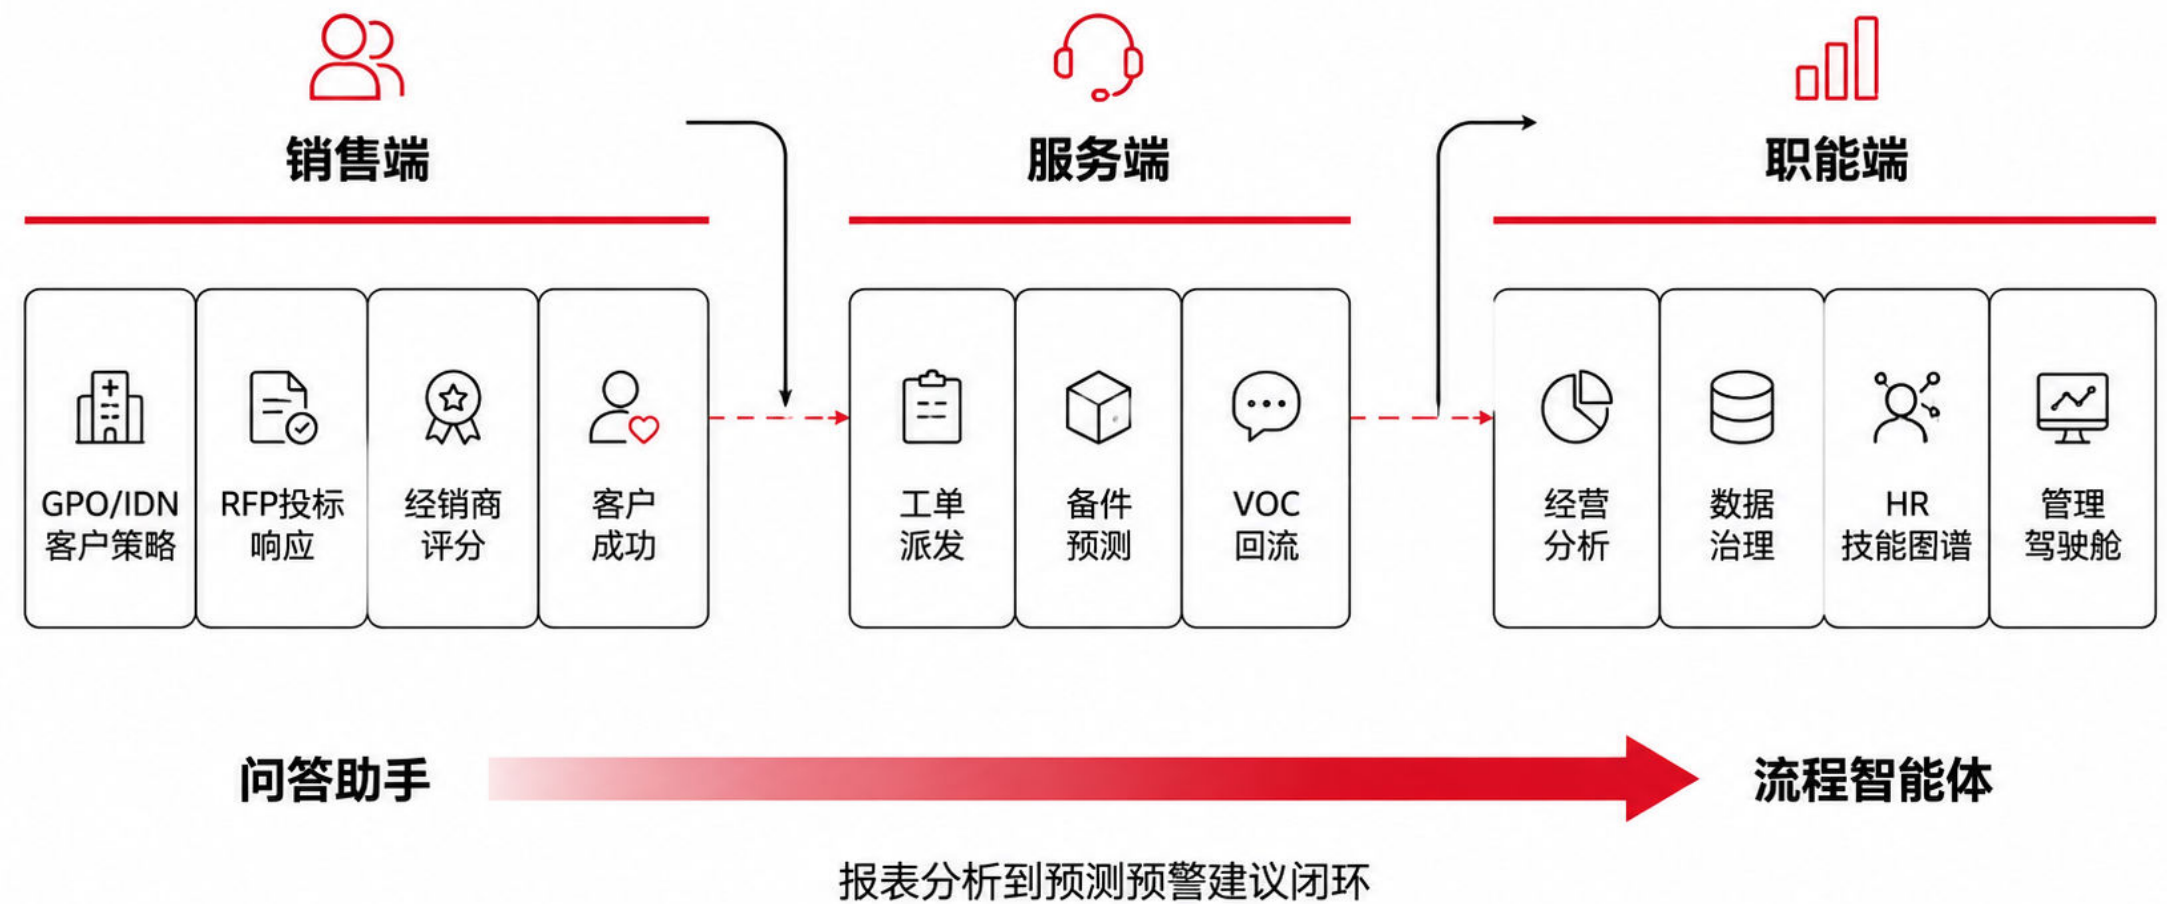 销售端
服务端
职能端
GPO/IDN
客户策略
RFP投标
响应
经销商
评分
客户
成功
工单
派发
备件
预测
VOC
回流
经营
分析
数据
治理
HR
技能图谱
管理
驾驶舱
问答助手
流程智能体
报表分析到预测预警建议闭环